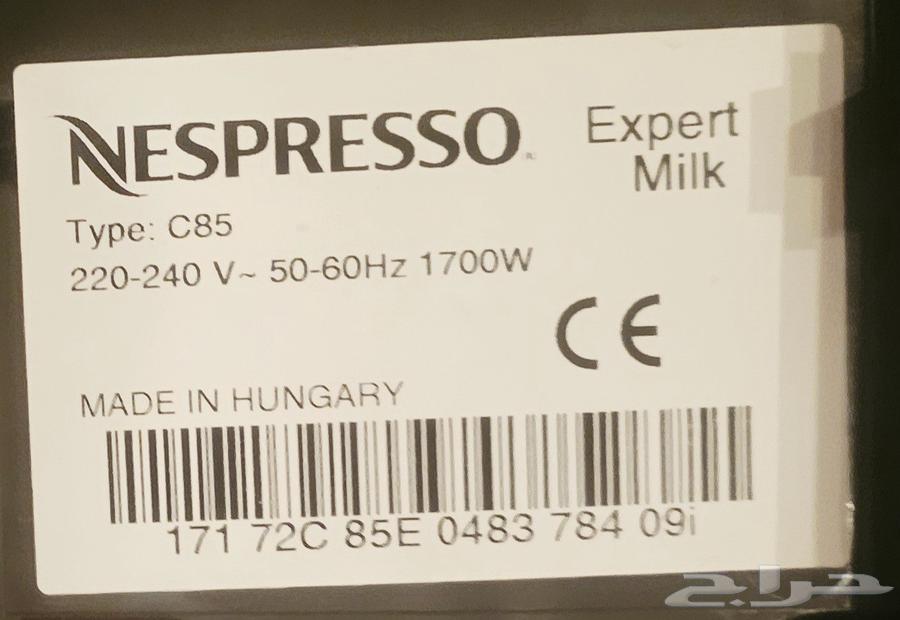 NESPRESSO
Expert
Milk
Type: C85
220-240 V~ 50-60Hz 1700W
CE
MADE IN HUNGARY
171 72C 85E 0483 784 09i
حراج